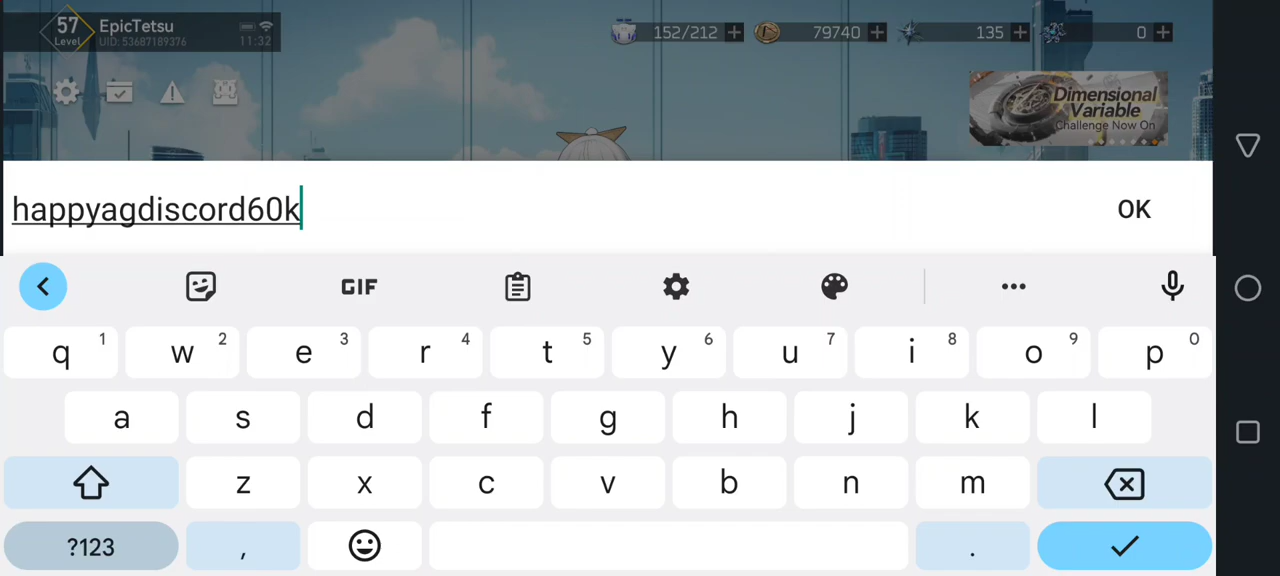 57
Level
EpicTetsu
UID: 53687189376
11:32
152/212
79740
135
0
Dimensional
Variable
Challenge Now On
happyagdiscord60k
OK
GIF
q 1 w 2 e 3 r 4 t 5 y 6 u 7 i 8 o 9 p 0
a s d f g h j k l
z x c v b n m
?123 , .